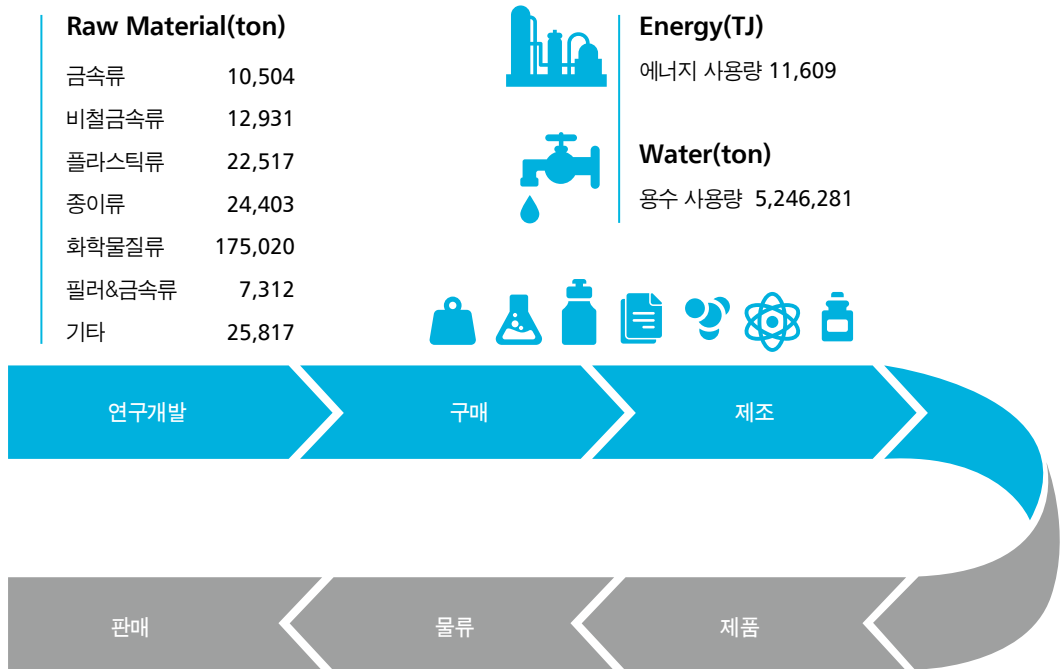 Raw Material(ton)
금속류 10,504
비철금속류 12,931
플라스틱류 22,517
종이류 24,403
화학물질류 175,020
필러&금속류 7,312
기타 25,817
Energy(TJ)
에너지 사용량 11,609
Water(ton)
용수 사용량 5,246,281
연구개발 구매 제조
판매 물류 제품